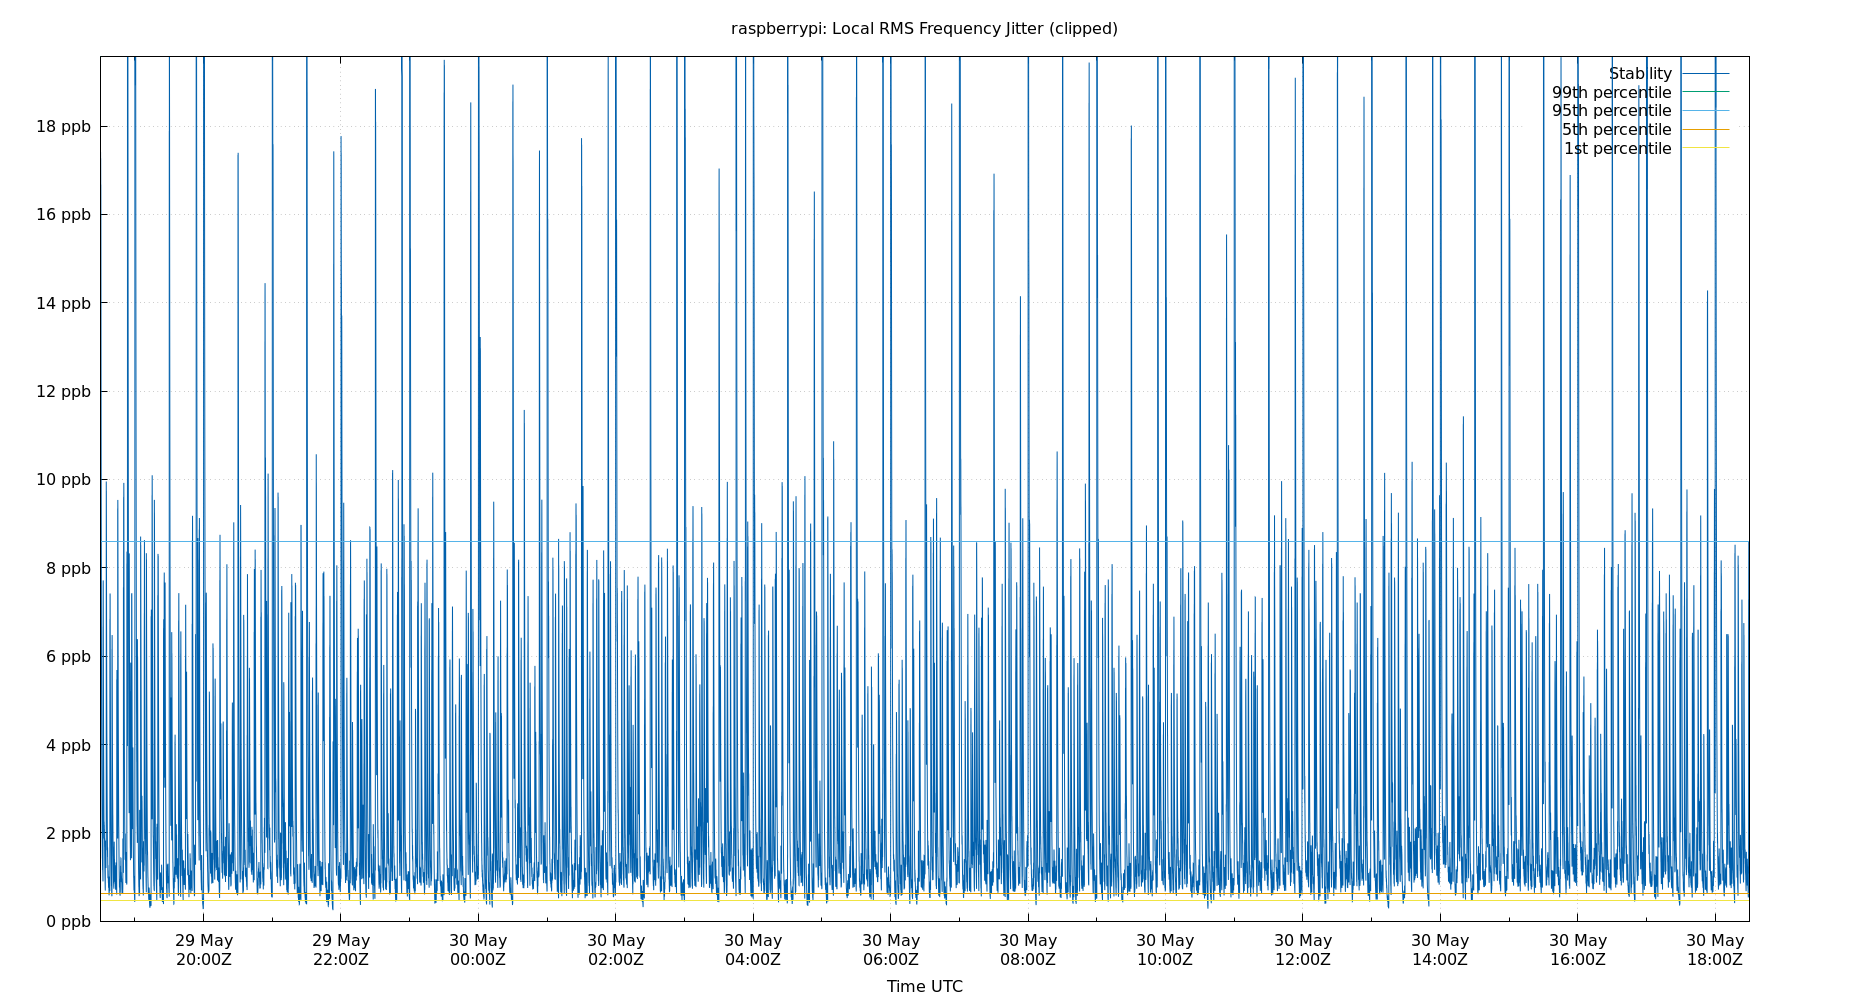 raspberrypi: Local RMS Frequency Jitter (clipped)
Stability
99th percentile
95th percentile
5th percentile
1st percentile
18 ppb
16 ppb
14 ppb
12 ppb
10 ppb
8 ppb
6 ppb
4 ppb
2 ppb
0 ppb
29 May 29 May 30 May 30 May 30 May 30 May 30 May 30 May 30 May 30 May 30 May 30 May
20:00Z 22:00Z 00:00Z 02:00Z 04:00Z 06:00Z 08:00Z 10:00Z 12:00Z 14:00Z 16:00Z 18:00Z
Time UTC